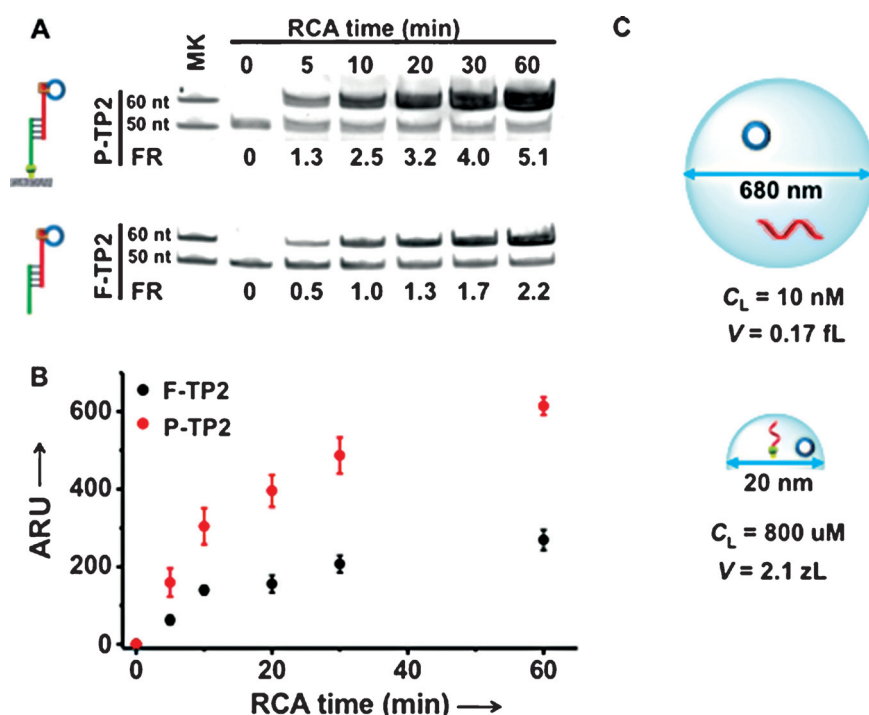 A
RCA time (min)
MK 0 5 10 20 30 60
P-TP2
60 nt
50 nt
FR 0 1.3 2.5 3.2 4.0 5.1
F-TP2
60 nt
50 nt
FR 0 0.5 1.0 1.3 1.7 2.2
B
F-TP2
P-TP2
ARU
600
400
200
0
0 20 40 60
RCA time (min)
C
680 nm
CL = 10 nM
V = 0.17 fL
20 nm
CL = 800 uM
V = 2.1 zL